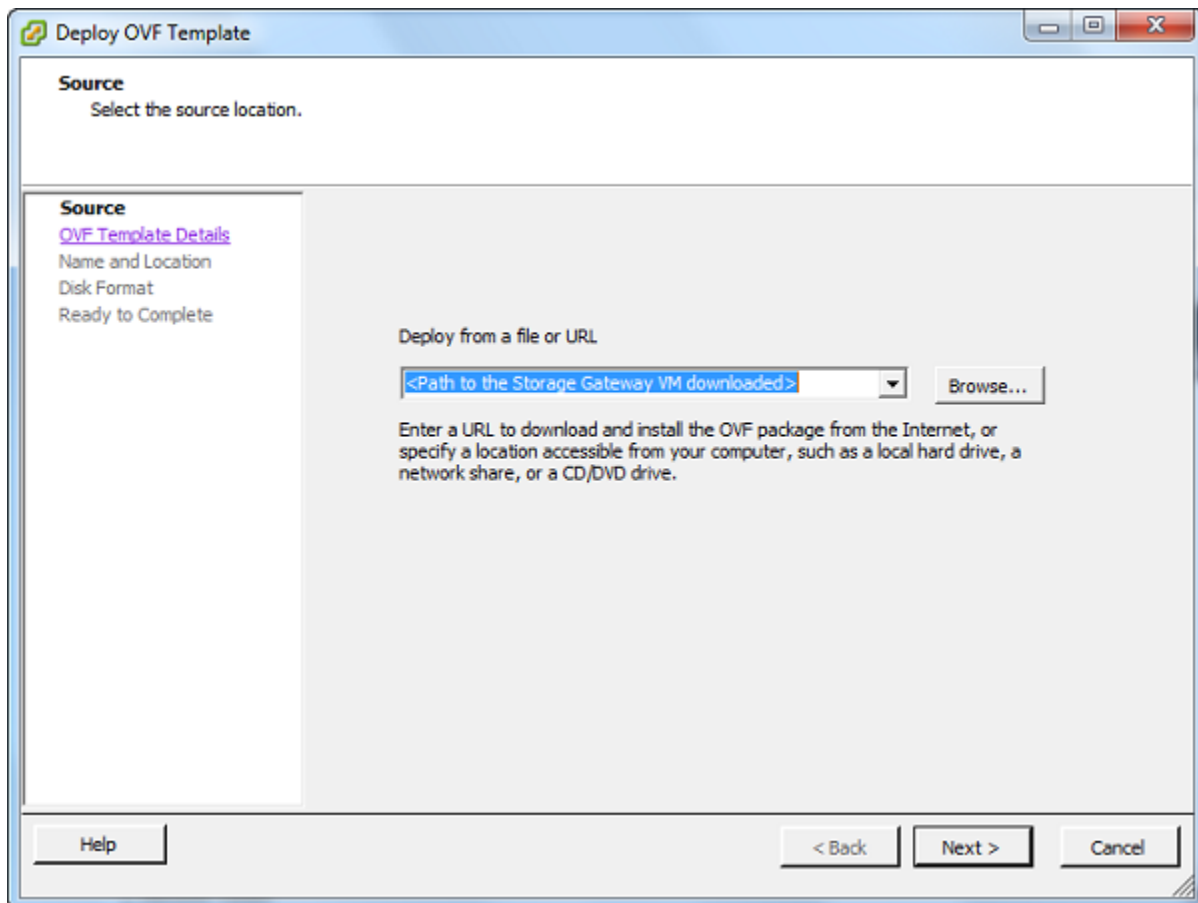 Deploy OVF Template
Source
Select the source location.
Source
OVF Template Details
Name and Location
Disk Format
Ready to Complete
Deploy from a file or URL
<Path to the Storage Gateway VM downloaded>
Browse...
Enter a URL to download and install the OVF package from the Internet, or
specify a location accessible from your computer, such as a local hard drive, a
network share, or a CD/DVD drive.
Help
< Back
Next >
Cancel